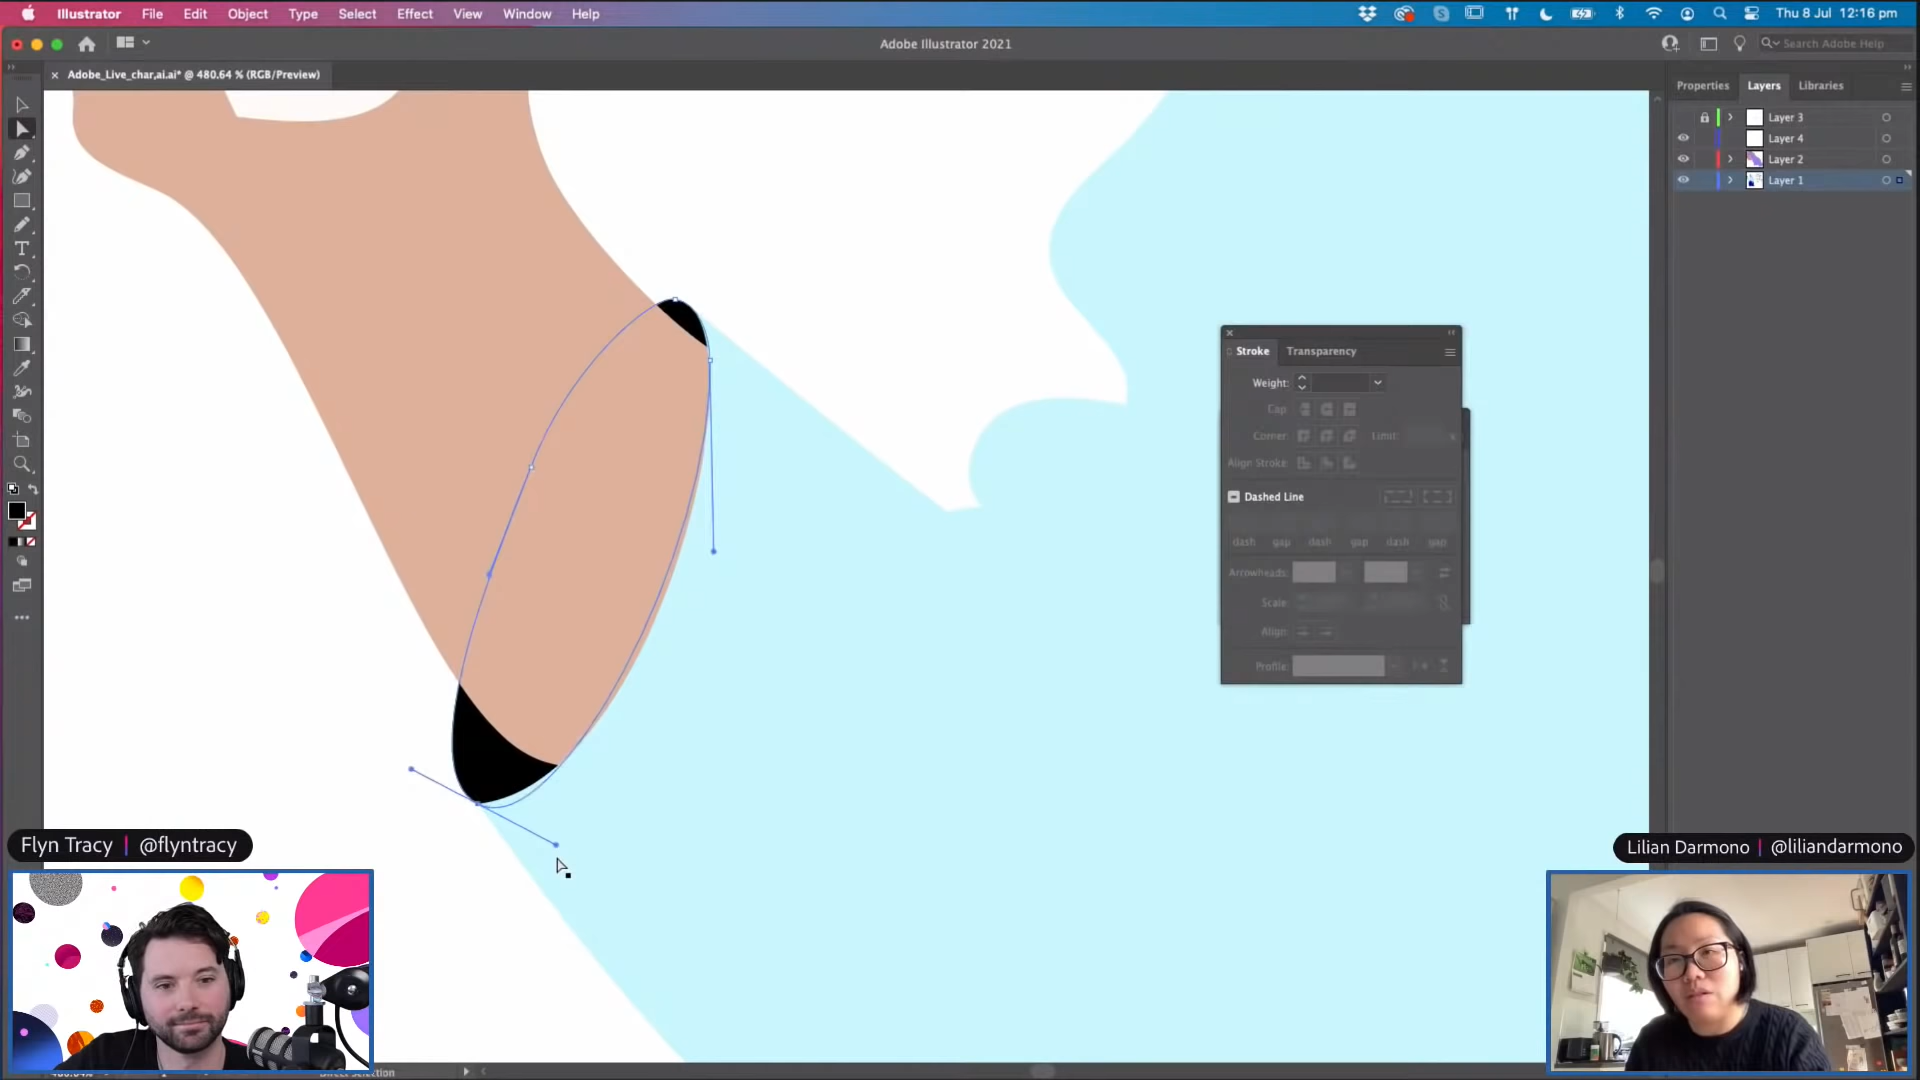 Illustrator File Edit Object Type Select Effect View Window Help
Thu 8 Jul 12:16 pm
Adobe Illustrator 2021
Search Adobe Help
Adobe_Live_char,ai.ai* @ 480.64 % (RGB/Preview)
Properties Layers Libraries
Layer 3
Layer 4
Layer 2
Layer 1
Stroke Transparency
Weight:
Cap
Corner: Limit:
Align Stroke:
Dashed Line
dash gap dash gap dash gap
Arrowheads:
Scale:
Align:
Profile:
Flyn Tracy | @flyntracy
Lilian Darmono | @liliandarmono
Direct Selection